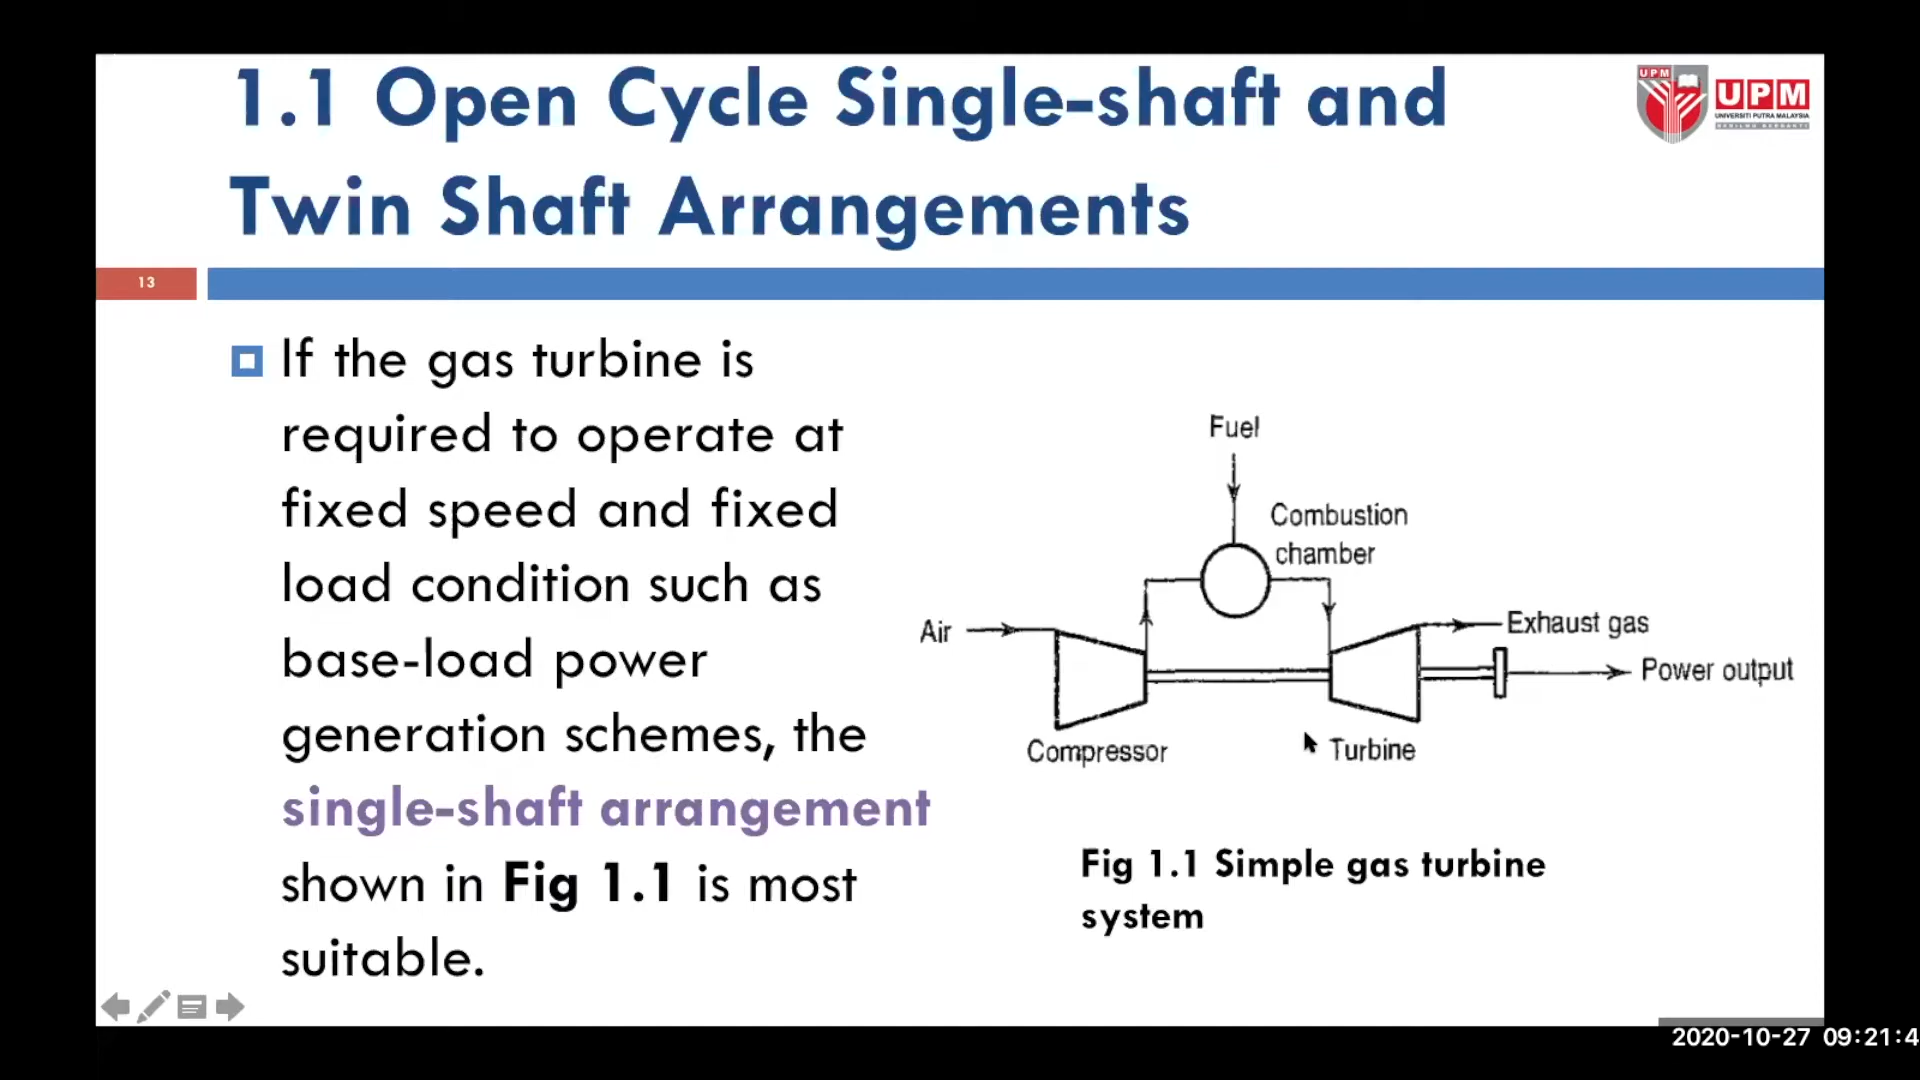 1.1 Open Cycle Single-shaft and
Twin Shaft Arrangements
UPM
UPM
UNIVERSITI PUTRA MALAYSIA
13
If the gas turbine is
required to operate at
fixed speed and fixed
load condition such as
base-load power
generation schemes, the
single-shaft arrangement
shown in Fig 1.1 is most
suitable.
Fuel
Combustion
chamber
Air
Exhaust gas
Power output
Compressor
Turbine
Fig 1.1 Simple gas turbine
system
2020-10-27 09:21:4